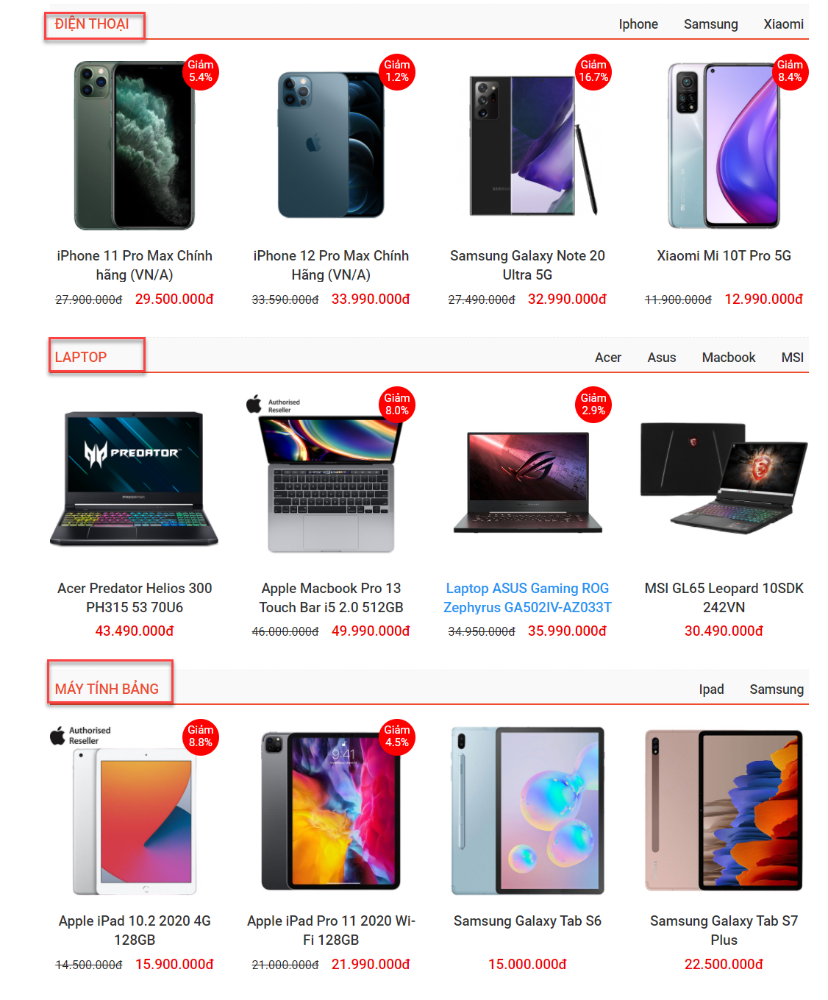 ĐIỆN THOẠI
Iphone Samsung Xiaomi
Giảm
5.4%
Giảm
1.2%
Giảm
16.7%
Giảm
8.4%
SAMSUNG
iPhone 11 Pro Max Chính
hãng (VN/A)
27.900.000đ 29.500.000đ
iPhone 12 Pro Max Chính
Hãng (VN/A)
33.590.000đ 33.990.000đ
Samsung Galaxy Note 20
Ultra 5G
27.490.000đ 32.990.000đ
Xiaomi Mi 10T Pro 5G
11.900.000đ 12.990.000đ
LAPTOP
Acer Asus Macbook MSI
PREDATOR
PREDATOR
Authorised
Reseller
Giảm
8.0%
Giảm
2.9%
Acer Predator Helios 300
PH315 53 70U6
43.490.000đ
Apple Macbook Pro 13
Touch Bar i5 2.0 512GB
46.000.000đ 49.990.000đ
Laptop ASUS Gaming ROG
Zephyrus GA502IV-AZ033T
34.950.000đ 35.990.000đ
MSI GL65 Leopard 10SDK
242VN
30.490.000đ
MÁY TÍNH BẢNG
Ipad Samsung
Authorised
Reseller
Giảm
8.8%
Giảm
4.5%
9:41
Apple iPad 10.2 2020 4G
128GB
14.500.000đ 15.900.000đ
Apple iPad Pro 11 2020 Wi-
Fi 128GB
21.000.000đ 21.990.000đ
Samsung Galaxy Tab S6
15.000.000đ
Samsung Galaxy Tab S7
Plus
22.500.000đ